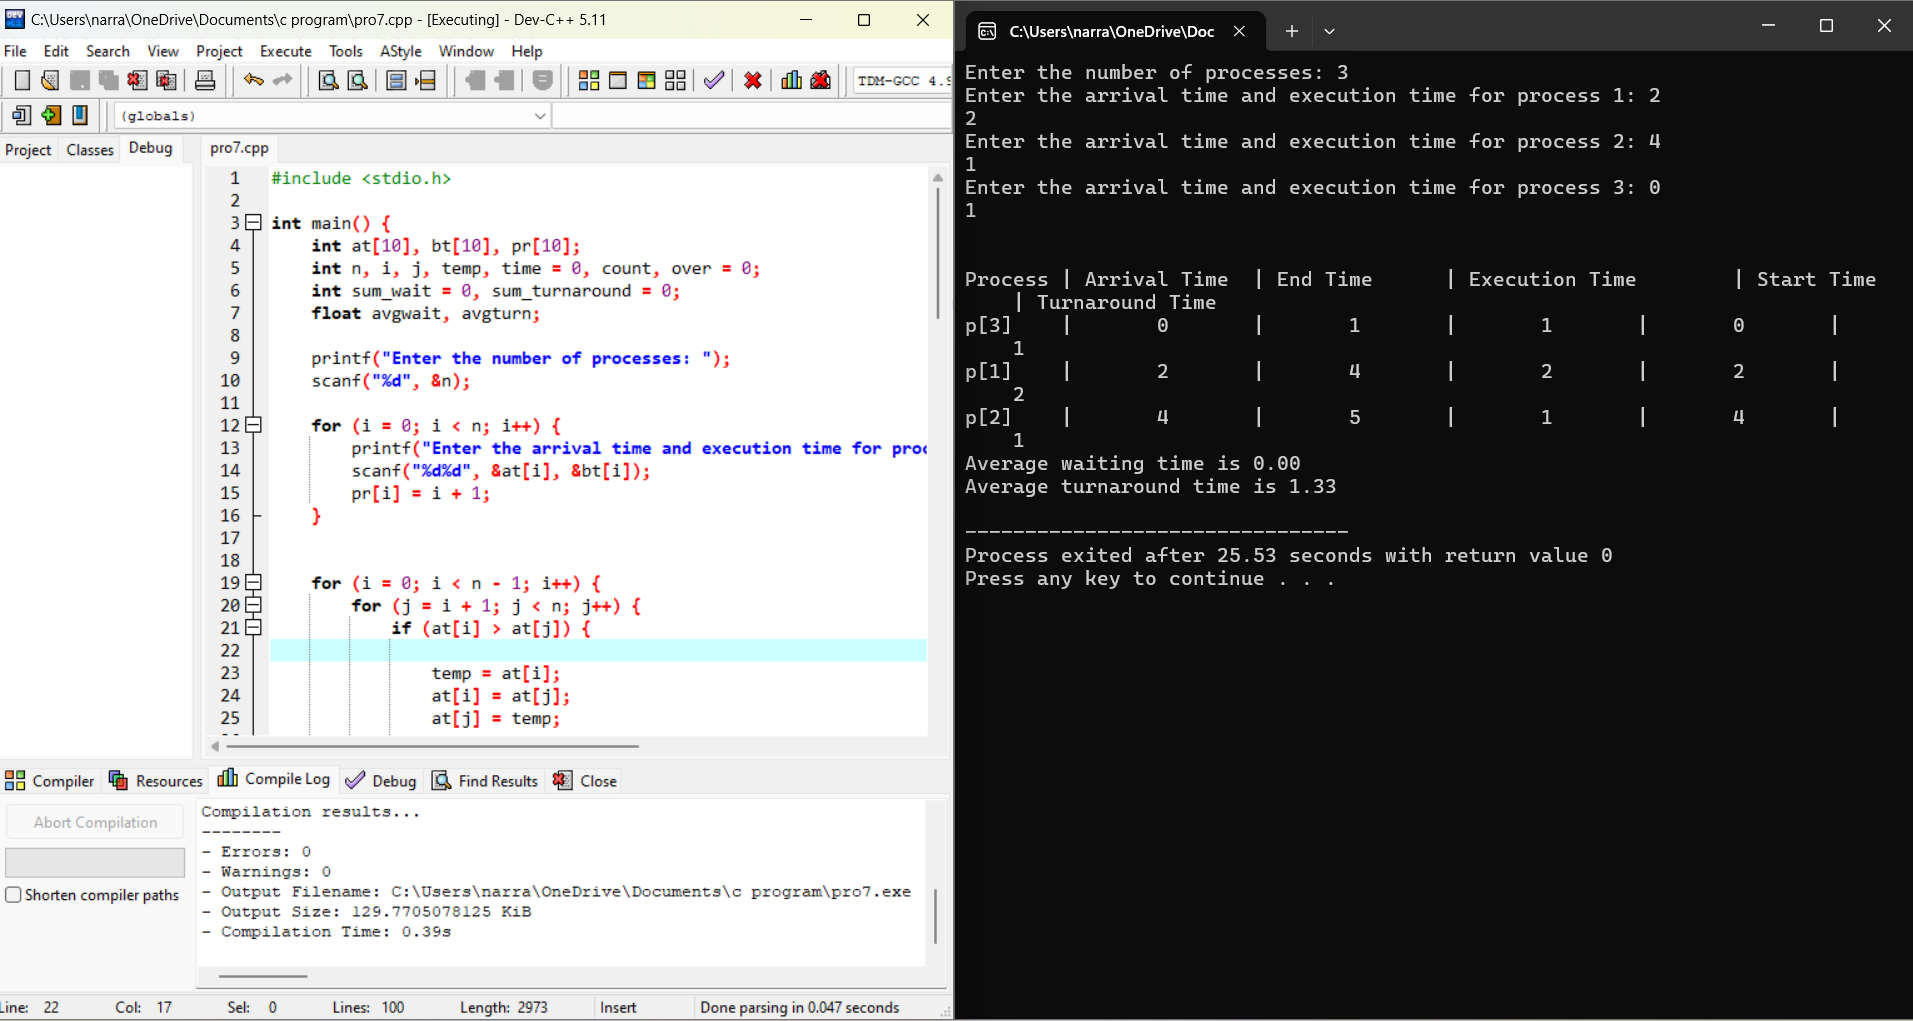 C:\Users\narra\OneDrive\Documents\c program\pro7.cpp - [Executing] - Dev-C++ 5.11
File Edit Search View Project Execute Tools AStyle Window Help
TDM-GCC 4.9
(globals)
Project Classes Debug
pro7.cpp
1 #include <stdio.h>
2
3 int main() {
4 int at[10], bt[10], pr[10];
5 int n, i, j, temp, time = 0, count, over = 0;
6 int sum_wait = 0, sum_turnaround = 0;
7 float avgwait, avgturn;
8
9 printf("Enter the number of processes: ");
10 scanf("%d", &n);
11
12 for (i = 0; i < n; i++) {
13 printf("Enter the arrival time and execution time for proc
14 scanf("%d%d", &at[i], &bt[i]);
15 pr[i] = i + 1;
16 }
17
18
19 for (i = 0; i < n - 1; i++) {
20 for (j = i + 1; j < n; j++) {
21 if (at[i] > at[j]) {
22
23 temp = at[i];
24 at[i] = at[j];
25 at[j] = temp;
Compiler Resources Compile Log Debug Find Results Close
Abort Compilation
Shorten compiler paths
Compilation results...
--------
- Errors: 0
- Warnings: 0
- Output Filename: C:\Users\narra\OneDrive\Documents\c program\pro7.exe
- Output Size: 129.7705078125 KiB
- Compilation Time: 0.39s
Line: 22 Col: 17 Sel: 0 Lines: 100 Length: 2973 Insert Done parsing in 0.047 seconds
C:\Users\narra\OneDrive\Doc
Enter the number of processes: 3
Enter the arrival time and execution time for process 1: 2
2
Enter the arrival time and execution time for process 2: 4
1
Enter the arrival time and execution time for process 3: 0
1
Process | Arrival Time | End Time | Execution Time | Start Time
| Turnaround Time
p[3] | 0 | 1 | 1 | 0 |
1
p[1] | 2 | 4 | 2 | 2 |
2
p[2] | 4 | 5 | 1 | 4 |
1
Average waiting time is 0.00
Average turnaround time is 1.33
--------------------------------
Process exited after 25.53 seconds with return value 0
Press any key to continue . . .